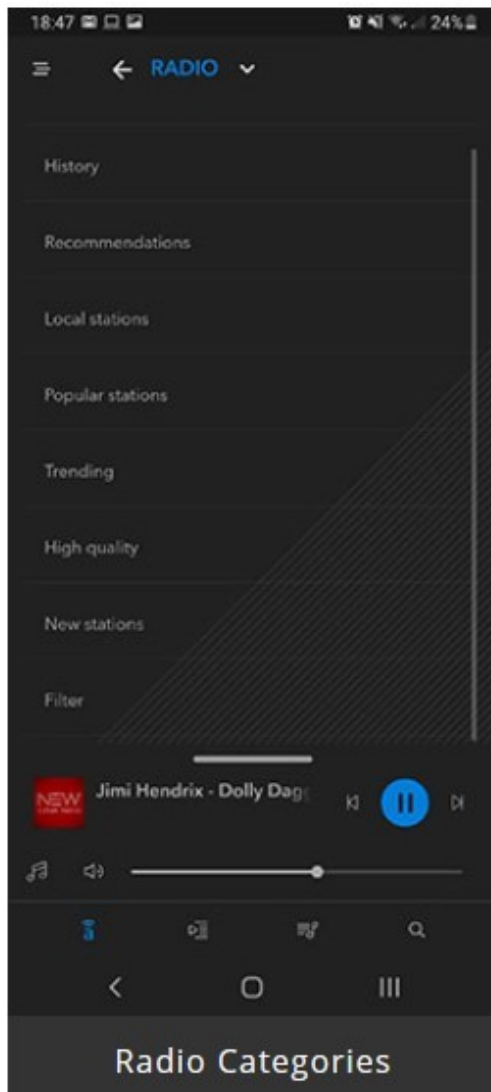 18:47 24%
RADIO
History
Recommendations
Local stations
Popular stations
Trending
High quality
New stations
Filter
NEW
Jimi Hendrix - Dolly Dagg
Radio Categories